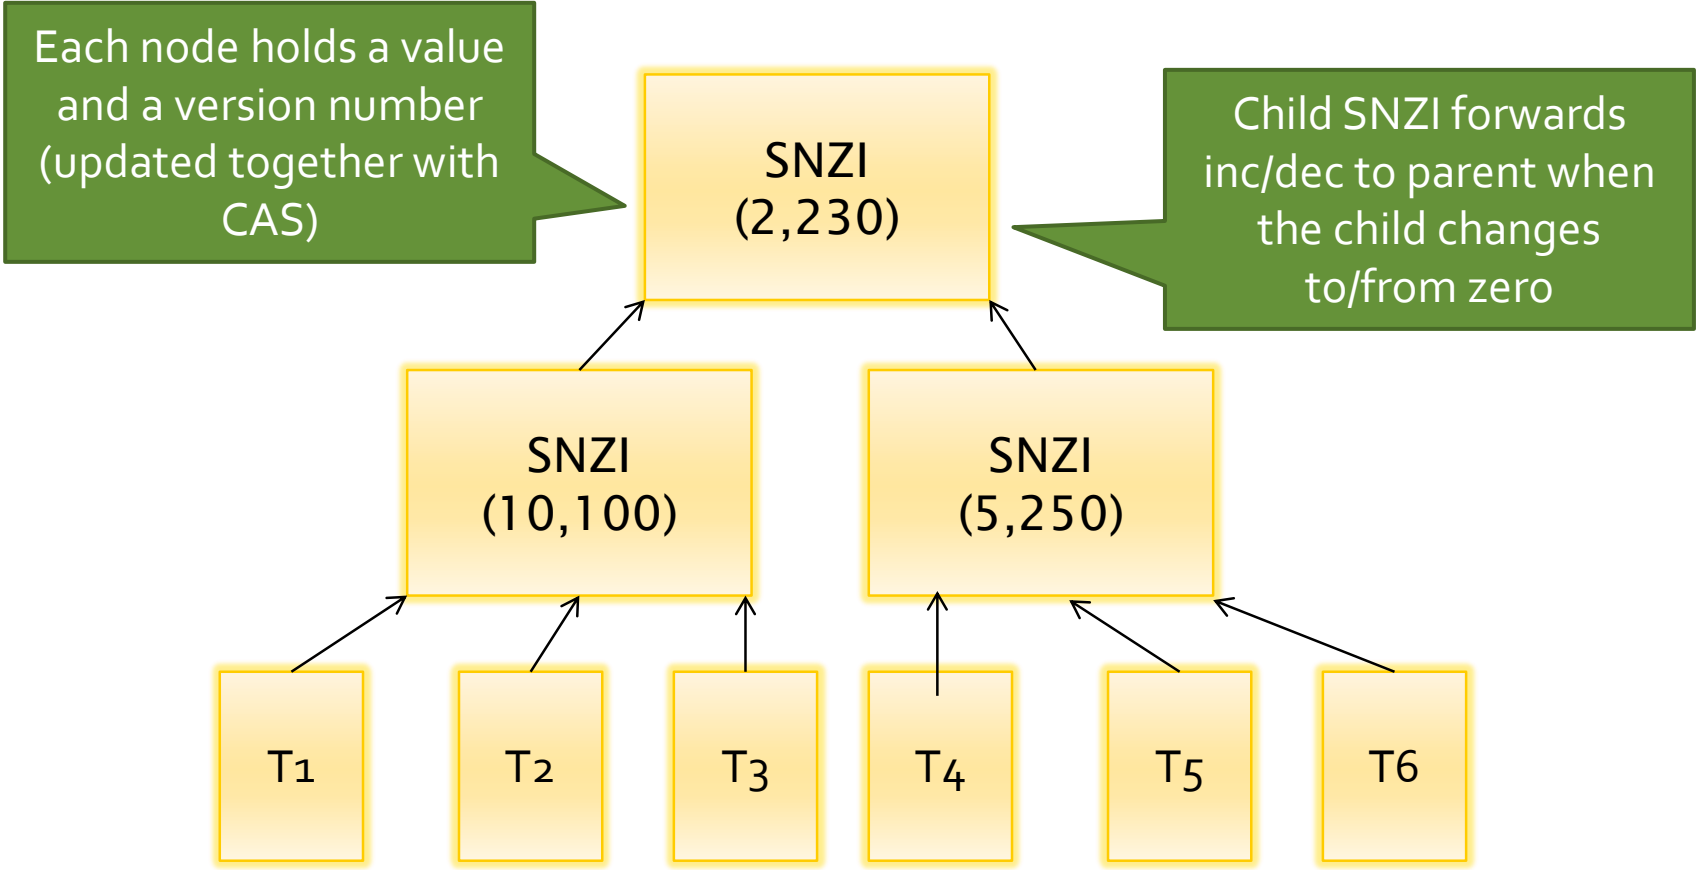 Each node holds a value
and a version number
(updated together with
CAS)
SNZI
(2,230)
Child SNZI forwards
inc/dec to parent when
the child changes
to/from zero
SNZI
(10,100)
SNZI
(5,250)
T1
T2
T3
T4
T5
T6